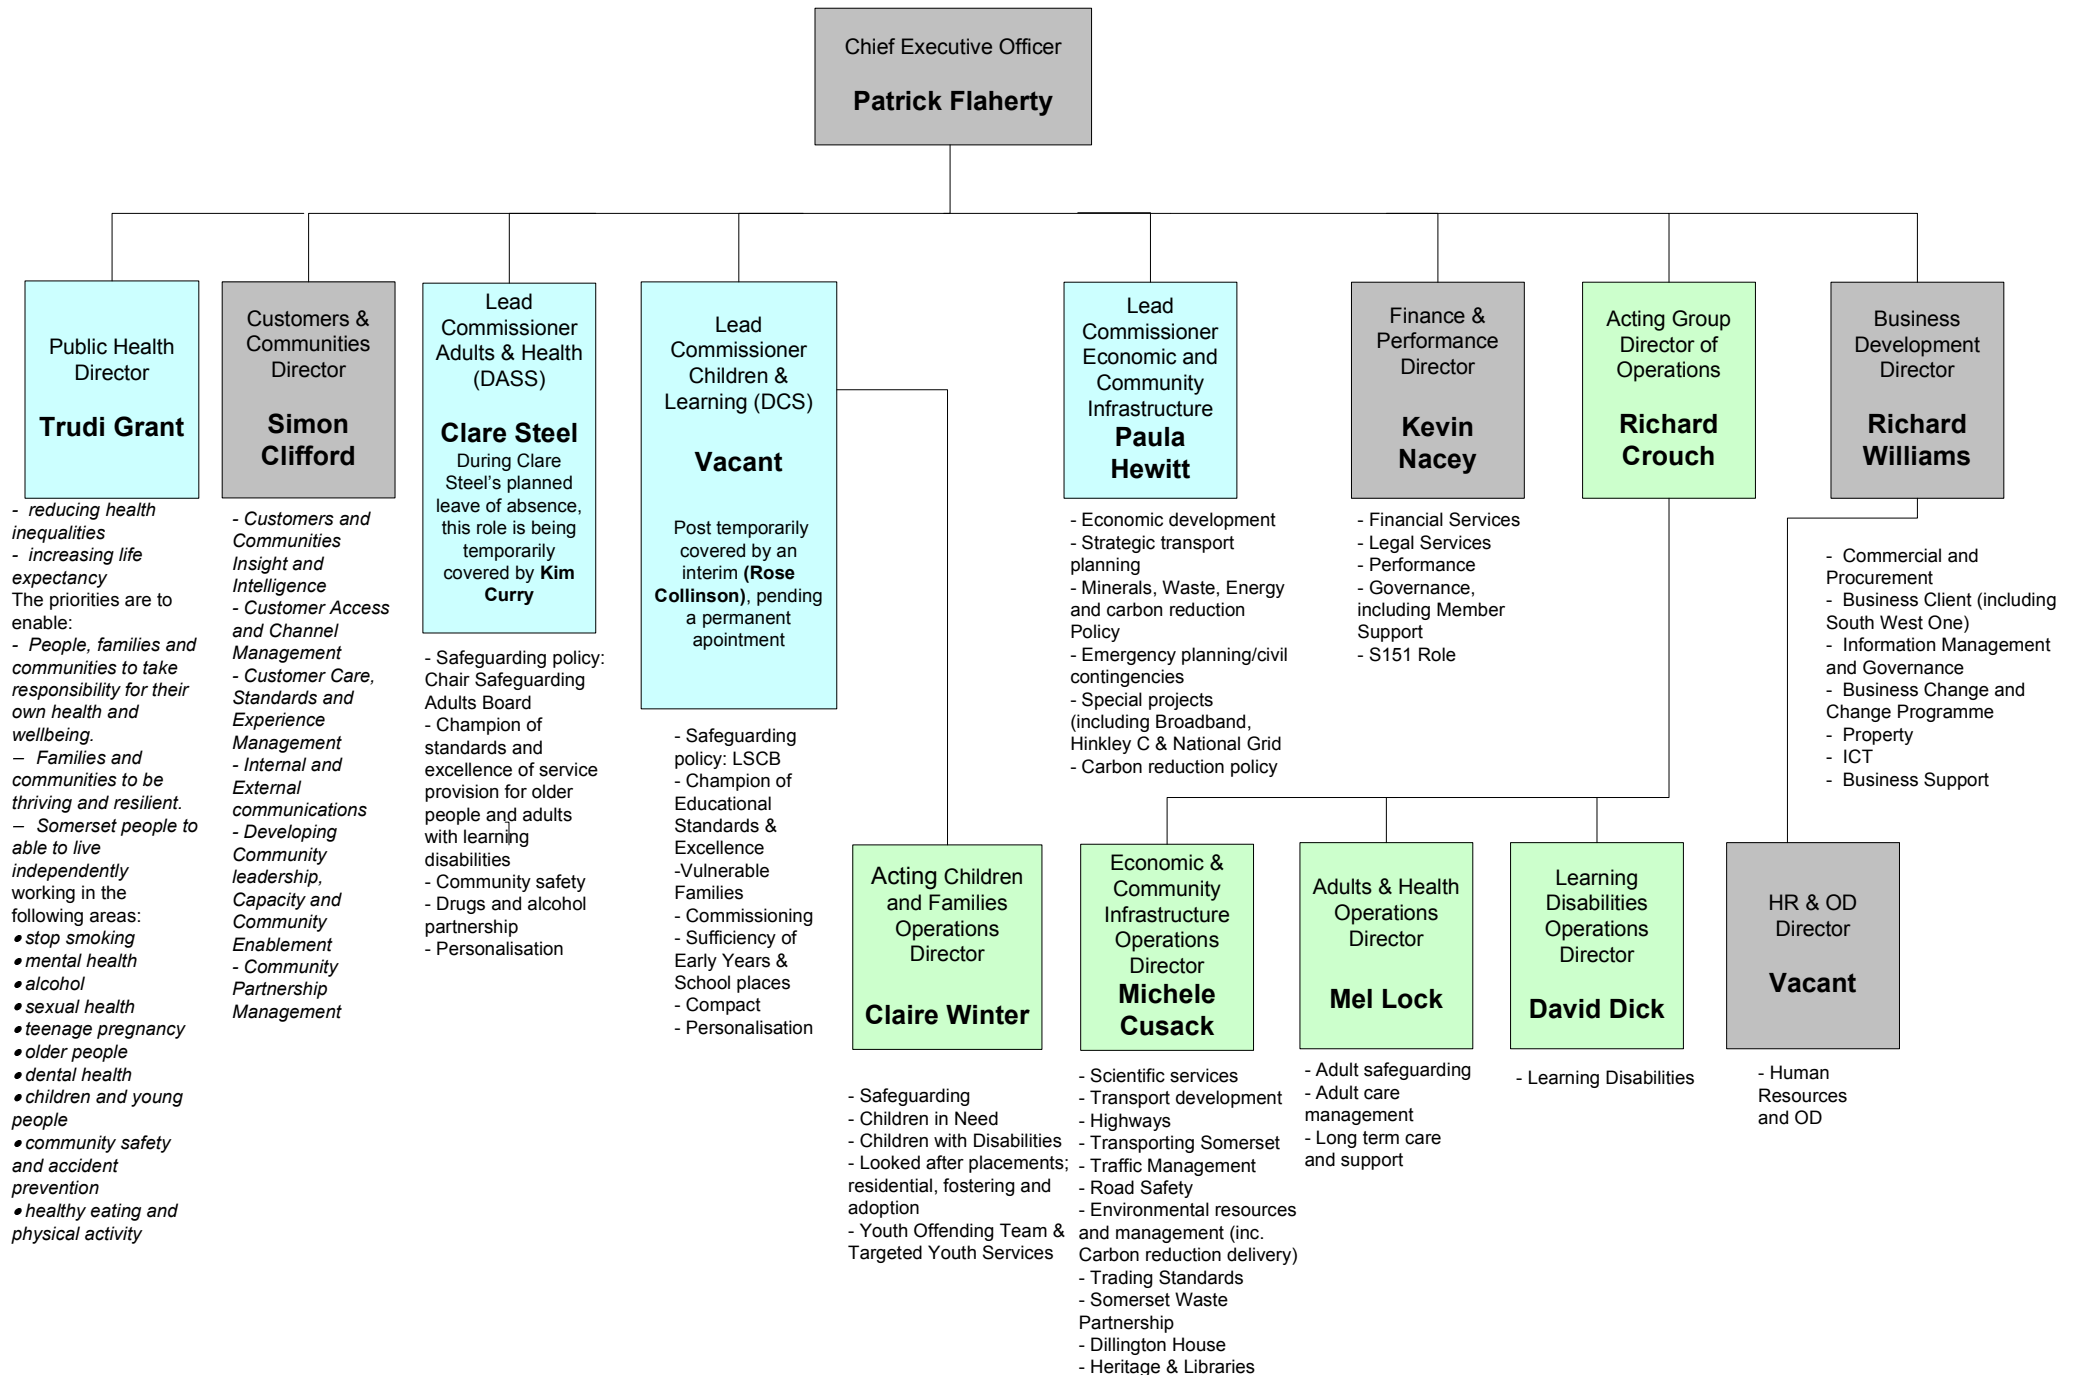 Chief Executive Officer
Patrick Flaherty
Public Health
Director
Trudi Grant
- reducing health
inequalities
- increasing life
expectancy
The priorities are to
enable:
- People, families and
communities to take
responsibility for their
own health and
wellbeing.
– Families and
communities to be
thriving and resilient.
– Somerset people to
able to live
independently
working in the
following areas:
• stop smoking
• mental health
• alcohol
• sexual health
• teenage pregnancy
• older people
• dental health
• children and young
people
• community safety
and accident
prevention
• healthy eating and
physical activity
Customers &
Communities
Director
Simon
Clifford
- Customers and
Communities
Insight and
Intelligence
- Customer Access
and Channel
Management
- Customer Care,
Standards and
Experience
Management
- Internal and
External
communications
- Developing
Community
leadership,
Capacity and
Community
Enablement
- Community
Partnership
Management
Lead
Commissioner
Adults & Health
(DASS)
Clare Steel
During Clare
Steel’s planned
leave of absence,
this role is being
temporarily
covered by Kim
Curry
- Safeguarding policy:
Chair Safeguarding
Adults Board
- Champion of
standards and
excellence of service
provision for older
people and adults
with learning
disabilities
- Community safety
- Drugs and alcohol
partnership
- Personalisation
Lead
Commissioner
Children &
Learning (DCS)
Vacant
Post temporarily
covered by an
interim (Rose
Collinson), pending
a permanent
apointment
- Safeguarding
policy: LSCB
- Champion of
Educational
Standards &
Excellence
-Vulnerable
Families
- Commissioning
- Sufficiency of
Early Years &
School places
- Compact
- Personalisation
Lead
Commissioner
Economic and
Community
Infrastructure
Paula
Hewitt
- Economic development
- Strategic transport
planning
- Minerals, Waste, Energy
and carbon reduction
Policy
- Emergency planning/civil
contingencies
- Special projects
(including Broadband,
Hinkley C & National Grid
- Carbon reduction policy
Finance &
Performance
Director
Kevin
Nacey
- Financial Services
- Legal Services
- Performance
- Governance,
including Member
Support
- S151 Role
Acting Group
Director of
Operations
Richard
Crouch
Business
Development
Director
Richard
Williams
- Commercial and
Procurement
- Business Client (including
South West One)
- Information Management
and Governance
- Business Change and
Change Programme
- Property
- ICT
- Business Support
Acting Children
and Families
Operations
Director
Claire Winter
- Safeguarding
- Children in Need
- Children with Disabilities
- Looked after placements;
residential, fostering and
adoption
- Youth Offending Team &
Targeted Youth Services
Economic &
Community
Infrastructure
Operations
Director
Michele
Cusack
- Scientific services
- Transport development
- Highways
- Transporting Somerset
- Traffic Management
- Road Safety
- Environmental resources
and management (inc.
Carbon reduction delivery)
- Trading Standards
- Somerset Waste
Partnership
- Dillington House
- Heritage & Libraries
Adults & Health
Operations
Director
Mel Lock
- Adult safeguarding
- Adult care
management
- Long term care
and support
Learning
Disabilities
Operations
Director
David Dick
- Learning Disabilities
HR & OD
Director
Vacant
- Human
Resources
and OD